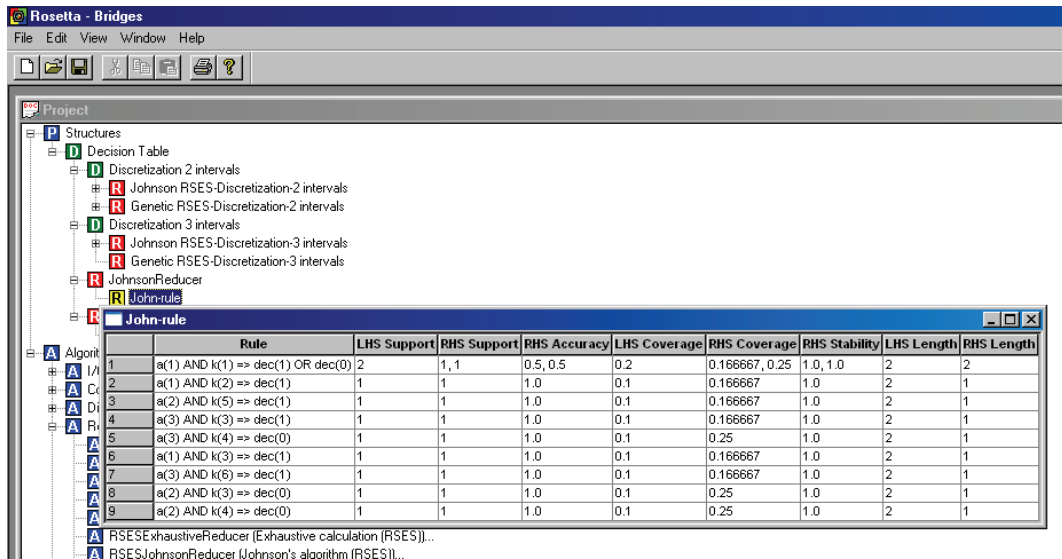 Rosetta - Bridges
File Edit View Window Help
Project
P Structures
D Decision Table
D Discretization 2 intervals
R Johnson RSES-Discretization-2 intervals
R Genetic RSES-Discretization-2 intervals
D Discretization 3 intervals
R Johnson RSES-Discretization-3 intervals
R Genetic RSES-Discretization-3 intervals
R JohnsonReducer
R John-rule
R
John-rule
Rule LHS Support RHS Support RHS Accuracy LHS Coverage RHS Coverage RHS Stability LHS Length RHS Length
1 a(1) AND k(1) => dec(1) OR dec(0) 2 1, 1 0.5, 0.5 0.2 0.166667, 0.25 1.0, 1.0 2 2
2 a(1) AND k(2) => dec(1) 1 1 1.0 0.1 0.166667 1.0 2 1
3 a(2) AND k(5) => dec(1) 1 1 1.0 0.1 0.166667 1.0 2 1
4 a(3) AND k(3) => dec(1) 1 1 1.0 0.1 0.166667 1.0 2 1
5 a(3) AND k(4) => dec(0) 1 1 1.0 0.1 0.25 1.0 2 1
6 a(1) AND k(3) => dec(1) 1 1 1.0 0.1 0.166667 1.0 2 1
7 a(3) AND k(6) => dec(1) 1 1 1.0 0.1 0.166667 1.0 2 1
8 a(2) AND k(3) => dec(0) 1 1 1.0 0.1 0.25 1.0 2 1
9 a(2) AND k(4) => dec(0) 1 1 1.0 0.1 0.25 1.0 2 1
A Algorit
A I/
A Co
A Di
A Re
A
A
A
A
A
A RSESExhaustiveReducer (Exhaustive calculation (RSES))...
A RSESJohnsonReducer (Johnson's algorithm (RSES))...